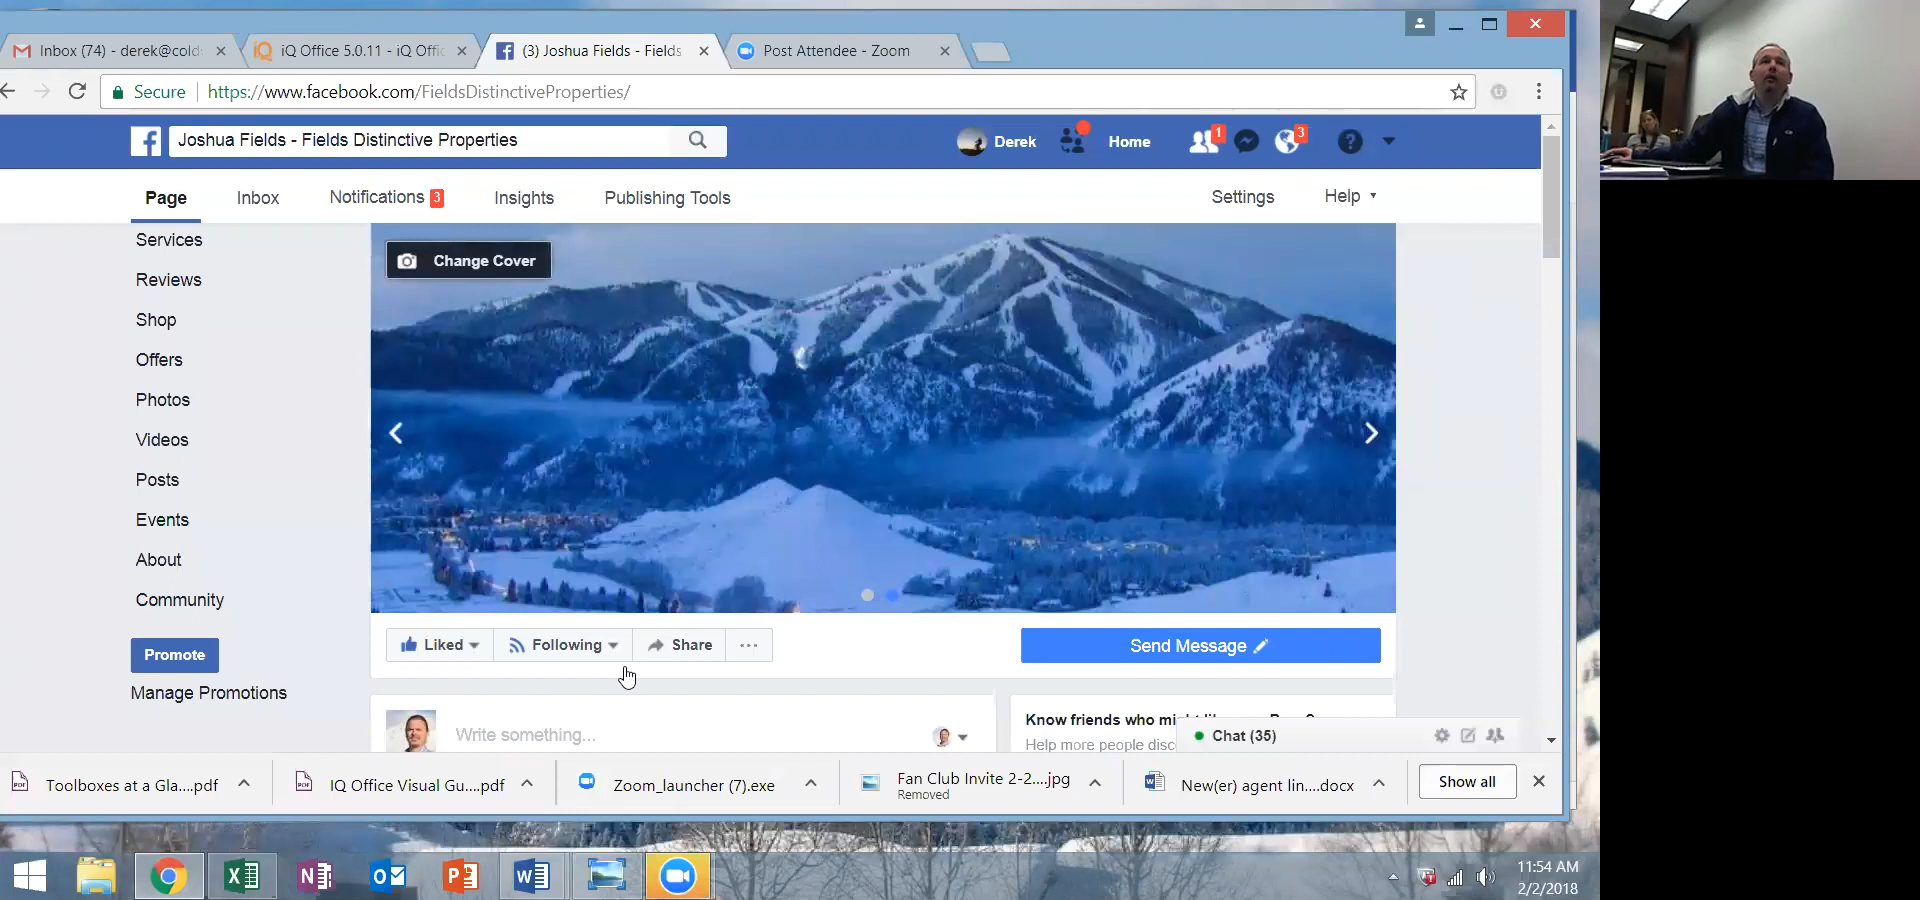 Inbox (74) - derek@cold
iQ Office 5.0.11 - iQ Offic
(3) Joshua Fields - Fields
Post Attendee - Zoom
Secure
https://www.facebook.com/FieldsDistinctiveProperties/
Joshua Fields - Fields Distinctive Properties
Derek
Home
1
3
Page
Inbox
Notifications 3
Insights
Publishing Tools
Settings
Help
Services
Reviews
Shop
Offers
Photos
Videos
Posts
Events
About
Community
Promote
Manage Promotions
Change Cover
Liked
Following
Share
Send Message
Write something...
Know friends who
Help more people
Chat (35)
Toolboxes at a Gla....pdf
IQ Office Visual Gu....pdf
Zoom_launcher (7).exe
Fan Club Invite 2-2....jpg
Removed
New(er) agent lin....docx
Show all
11:54 AM
2/2/2018